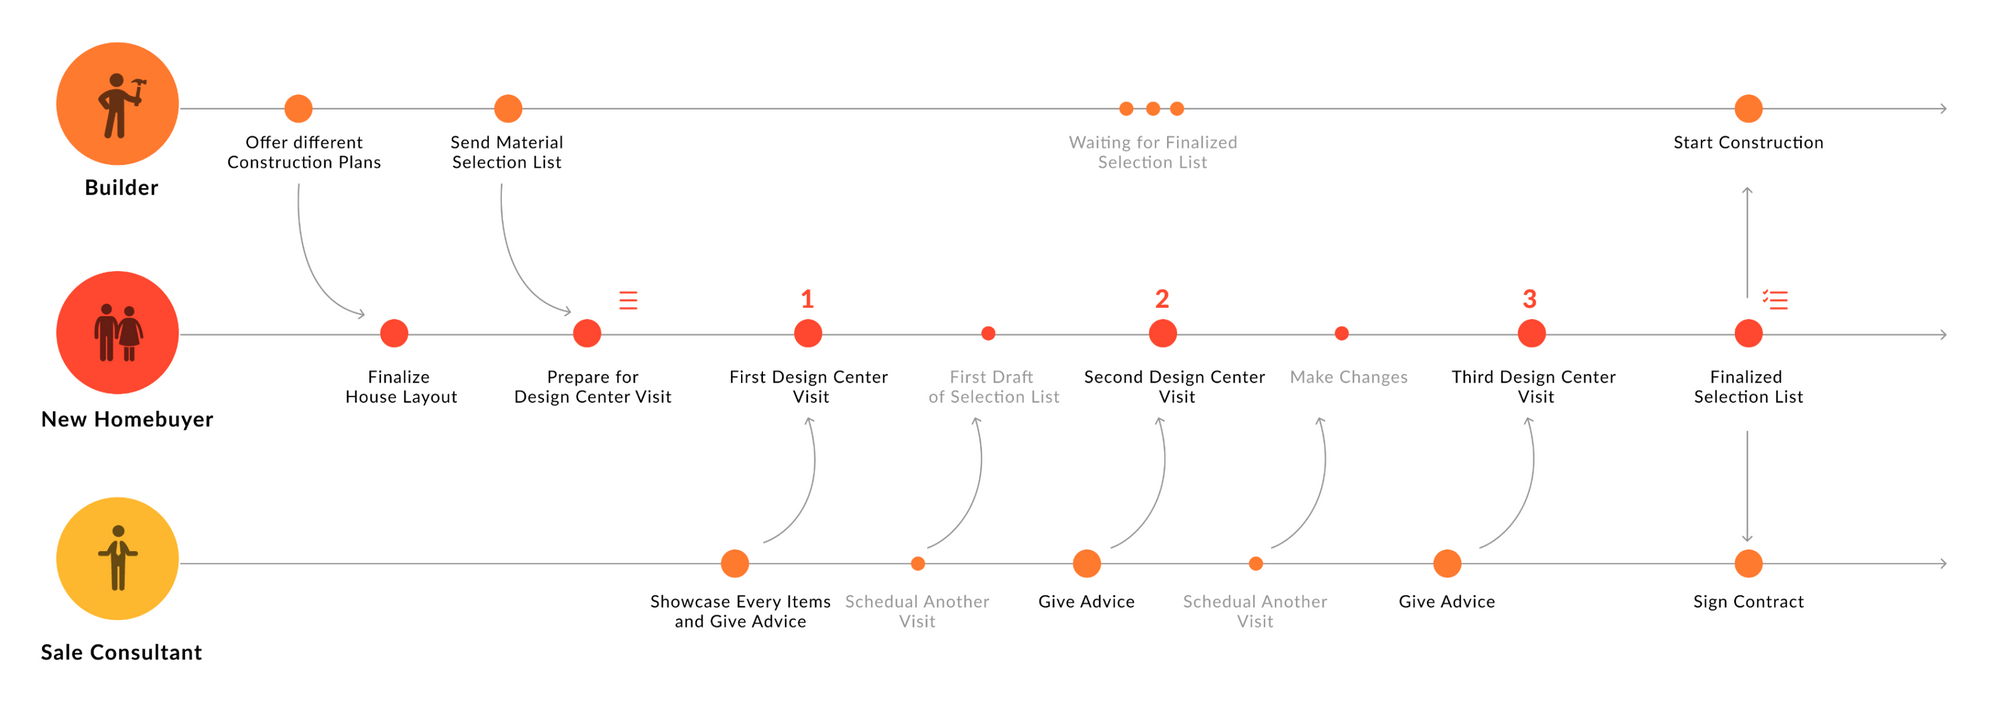 Offer different
Construction Plans
Send Material
Selection List
Waiting for Finalized
Selection List
Start Construction
Builder
1
2
3
Finalize
House Layout
Prepare for
Design Center Visit
First Design Center
Visit
First Draft
of Selection List
Second Design Center
Visit
Make Changes
Third Design Center
Visit
Finalized
Selection List
New Homebuyer
Showcase Every Items
and Give Advice
Schedual Another
Visit
Give Advice
Schedual Another
Visit
Give Advice
Sign Contract
Sale Consultant